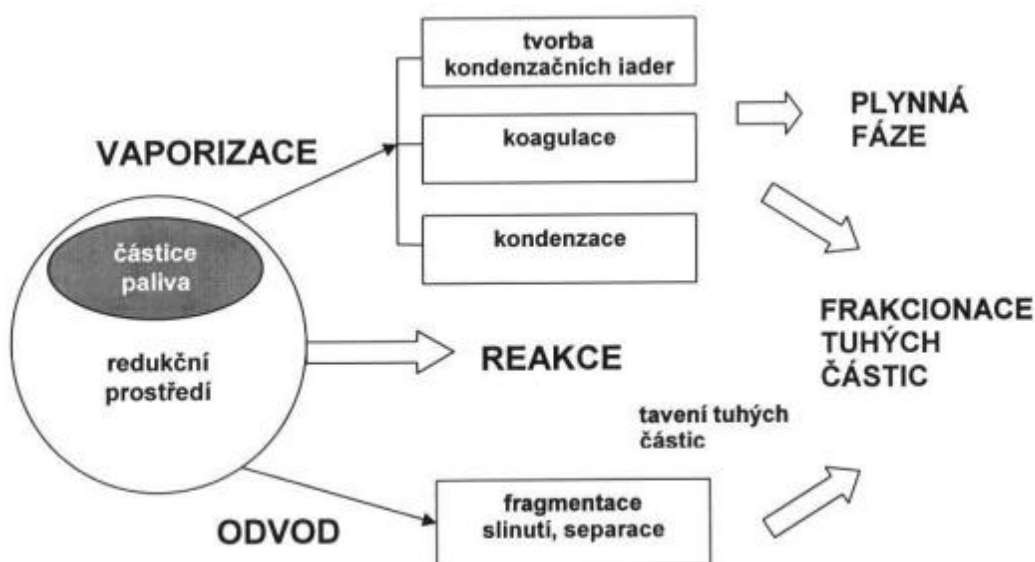 tvorba
kondenzačních iader
PLYNNÁ
FÁZE
VAPORIZACE
koagulace
kondenzace
částice
paliva
redukční
prostředí
REAKCE
FRAKCIONACE
TUHÝCH
ČÁSTIC
tavení tuhých
částic
ODVOD
fragmentace
slinutí, separace